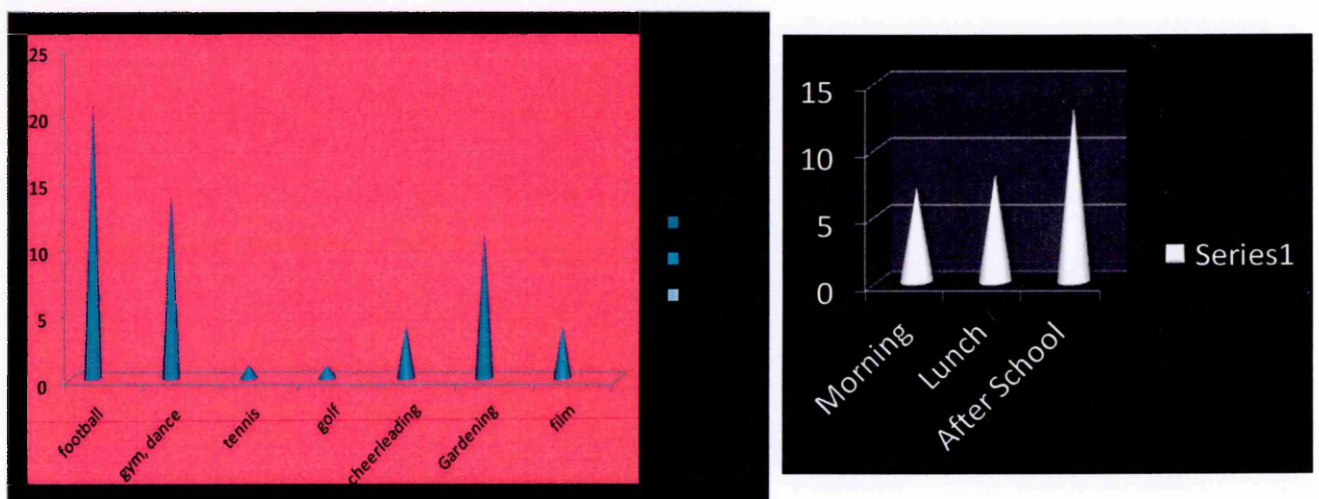 25
20
15
10
5
0
football
gym, dance
tennis
golf
cheerleading
Gardening
film
15
10
5
0
Morning
Lunch
After School
Series1